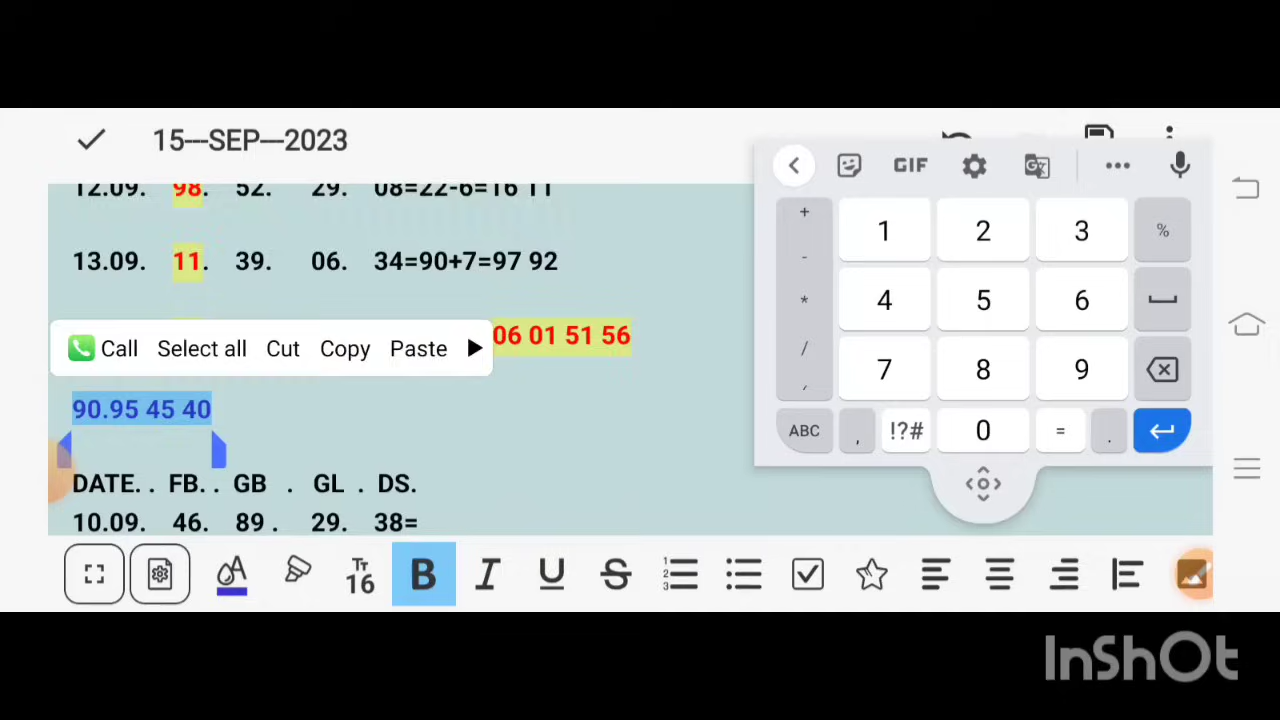 15---SEP---2023
12.09. 98. 52. 29. 08=22-6=16 11
13.09. 11. 39. 06. 34=90+7=97 92
06 01 51 56
Call Select all Cut Copy Paste
90.95 45 40
DATE. . FB. . GB . GL . DS.
10.09. 46. 89 . 29. 38=
GIF
+ 1 2 3 %
-
* 4 5 6
/ 7 8 9
ABC , !?# 0 = .
Tт 16 B I U S
InShOt